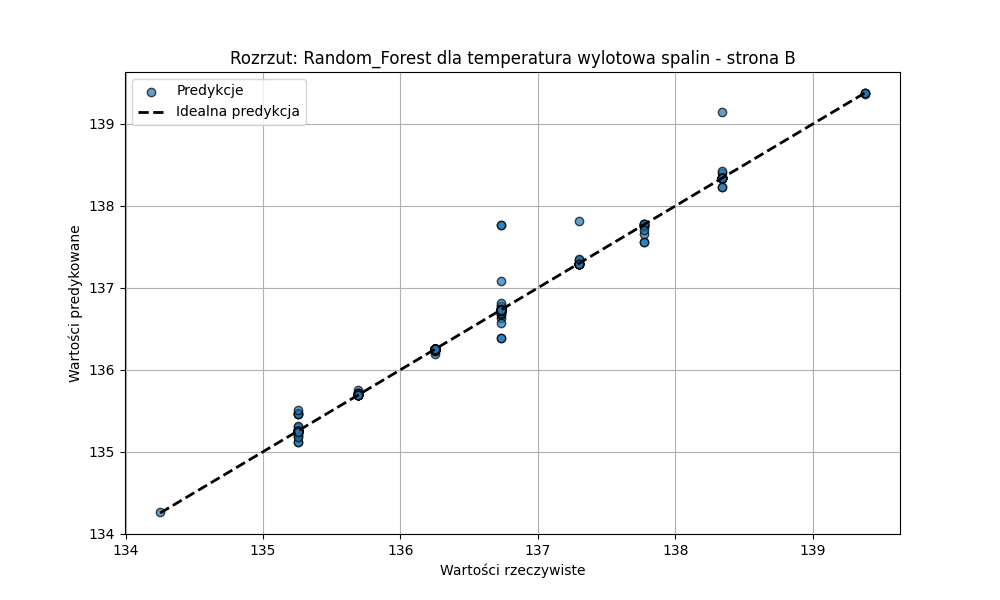 Rozrzut: Random_Forest dla temperatura wylotowa spalin - strona B
Predykcje
Idealna predykcja
Wartości predykowane
139
138
137
136
135
134
134 135 136 137 138 139
Wartości rzeczywiste